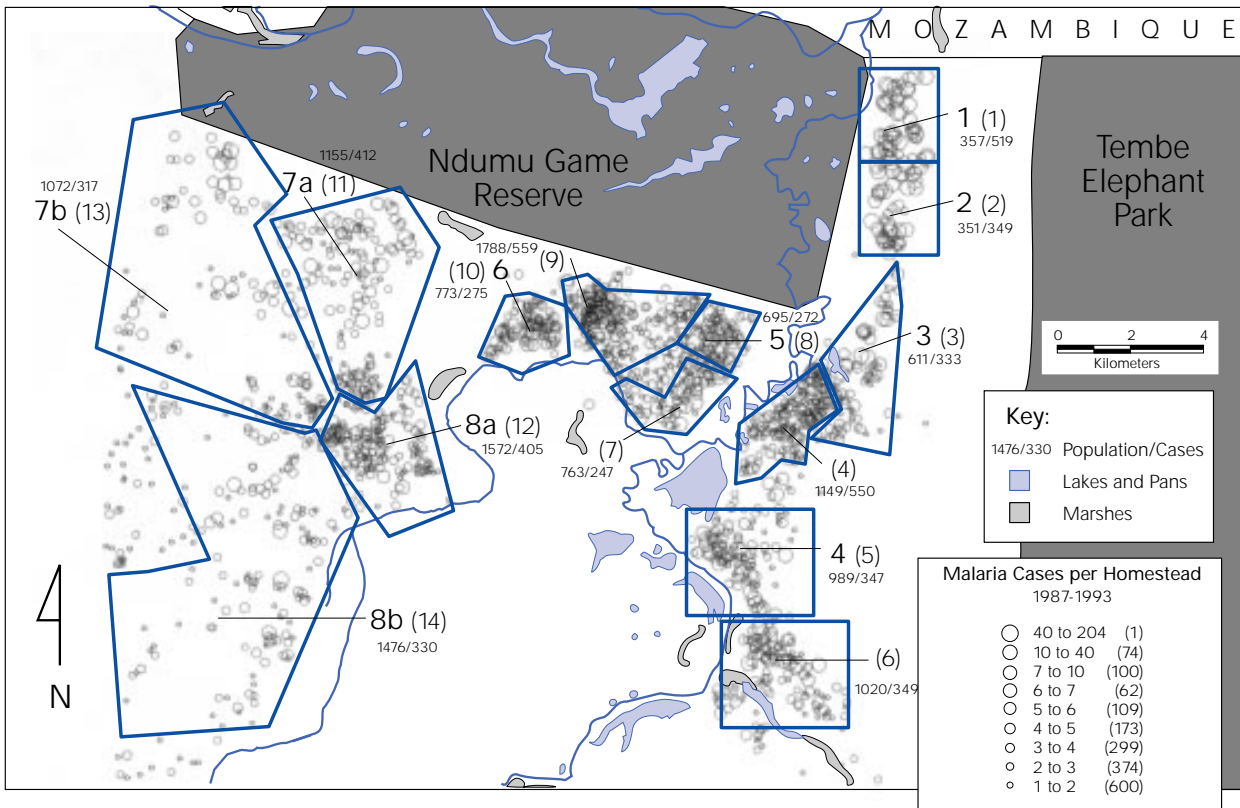 M O Z A M B I Q U E
1 (1)
357/519
Ndumu Game
Reserve
Tembe
Elephant
Park
1155/412
7a (11)
1072/317
7b (13)
2 (2)
351/349
1788/559
(9)
(10) 6
773/275
695/272
5 (8)
3 (3)
611/333
0 2 4
Kilometers
8a (12)
1572/405
(7)
763/247
(4)
1149/550
Key:
1476/330 Population/Cases
Lakes and Pans
Marshes
4 (5)
989/347
8b (14)
1476/330
(6)
1020/349
N
Malaria Cases per Homestead
1987-1993
40 to 204 (1)
10 to 40 (74)
7 to 10 (100)
6 to 7 (62)
5 to 6 (109)
4 to 5 (173)
3 to 4 (299)
2 to 3 (374)
1 to 2 (600)